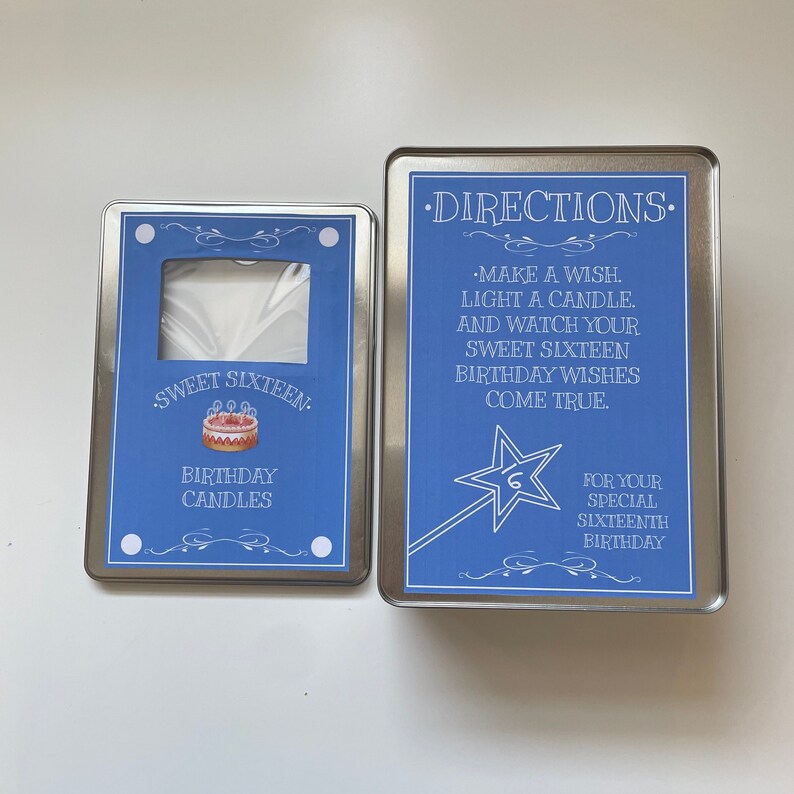 ·SWEET SIXTEEN·
BIRTHDAY
CANDLES
·DIRECTIONS·
·MAKE A WISH.
LIGHT A CANDLE.
AND WATCH YOUR
SWEET SIXTEEN
BIRTHDAY WISHES
COME TRUE.
16
FOR YOUR
SPECIAL
SIXTEENTH
BIRTHDAY